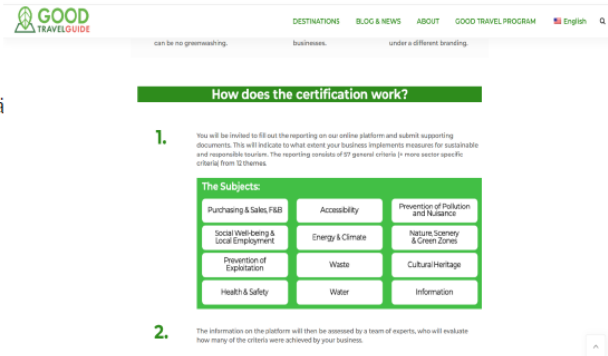 GOOD
TRAVELGUIDE
DESTINATIONS BLOG & NEWS ABOUT GOOD TRAVEL PROGRAM English
can be no greenwashing. businesses. under a different branding.
ä
How does the certification work?
1.
You will be invited to fill out the reporting on our online platform and submit supporting
documents. This will indicate to what extent your business implements measures for sustainable
and responsible tourism. The reporting consists of 57 general criteria (+ more sector specific
criteria) from 12 themes.
The Subjects:
Purchasing & Sales, F&B
Accessibility
Prevention of Pollution
and Nuisance
Social Well-being &
Local Employment
Energy & Climate
Nature, Scenery
& Green Zones
Prevention of
Exploitation
Waste
Cultural Heritage
Health & Safety
Water
Information
2.
The information on the platform will then be assessed by a team of experts, who will evaluate
how many of the criteria were achieved by your business.